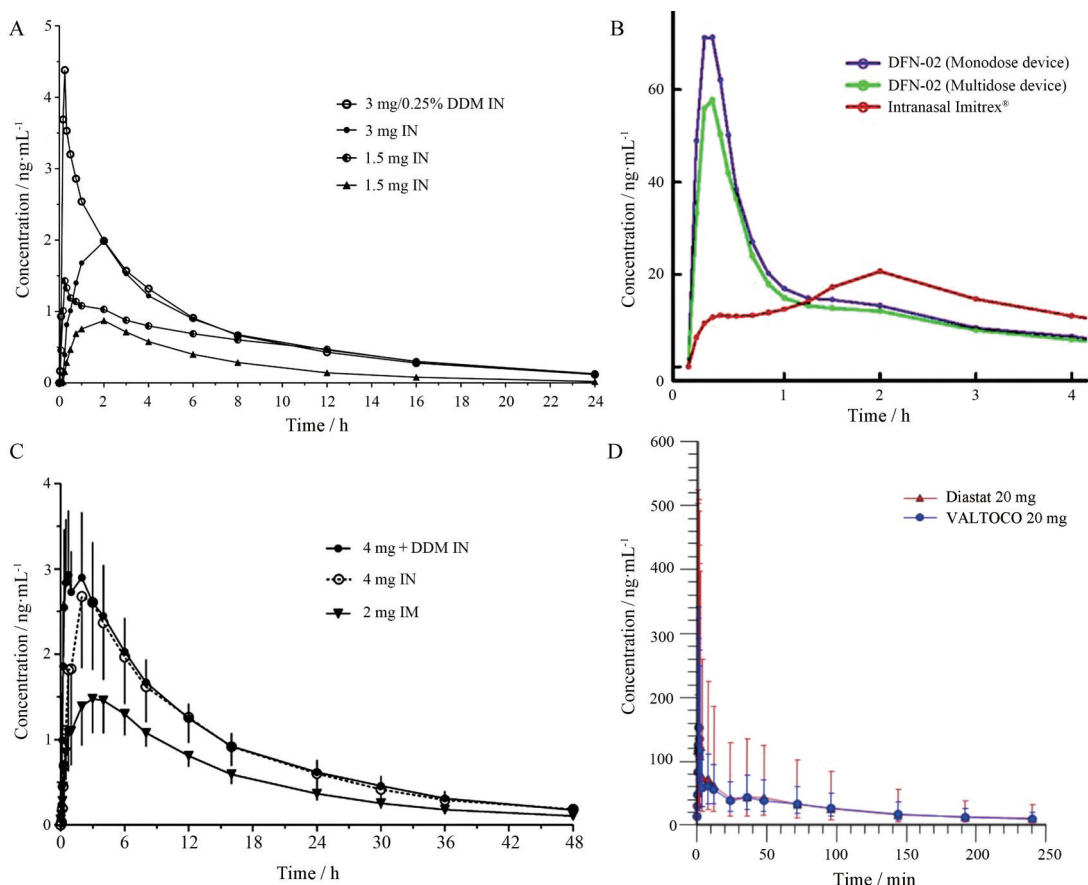 A
5
4
3
2
1
0
Concentration / ng·mL⁻¹
3 mg/0.25% DDM IN
3 mg IN
1.5 mg IN
1.5 mg IN
0 2 4 6 8 10 12 14 16 18 20 22 24
Time / h
B
60
40
20
0
Concentration / ng·mL⁻¹
DFN-02 (Monodose device)
DFN-02 (Multidose device)
Intranasal Imitrex®
0 1 2 3 4
Time / h
C
4
3
2
1
0
Concentration / ng·mL⁻¹
4 mg + DDM IN
4 mg IN
2 mg IM
0 3 6 12 18 24 30 36 42 48
Time / h
D
600
500
400
300
200
100
0
Concentration / ng·mL⁻¹
Diastat 20 mg
VALTOCO 20 mg
0 50 100 150 200 250
Time / min